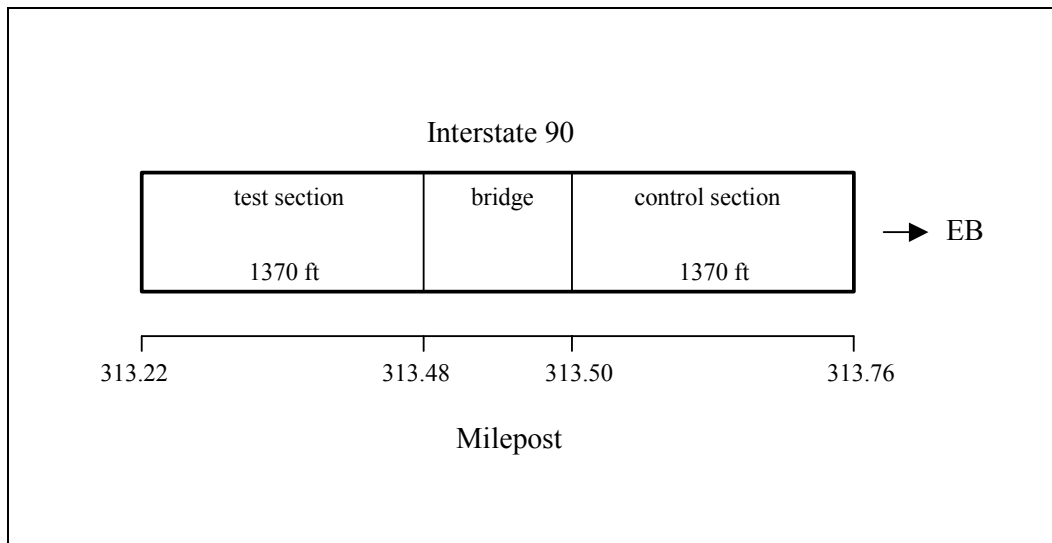 Interstate 90
test section bridge control section
EB
1370 ft 1370 ft
313.22 313.48 313.50 313.76
Milepost